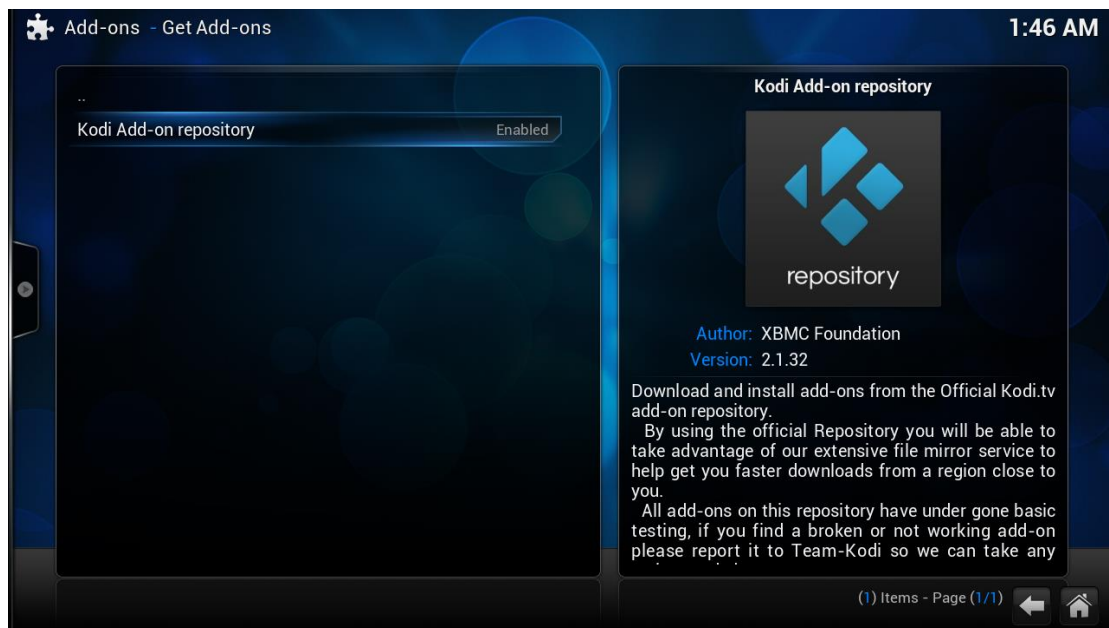 Add-ons - Get Add-ons
1:46 AM
..
Kodi Add-on repository Enabled
Kodi Add-on repository
repository
Author: XBMC Foundation
Version: 2.1.32
Download and install add-ons from the Official Kodi.tv
add-on repository.
By using the official Repository you will be able to
take advantage of our extensive file mirror service to
help get you faster downloads from a region close to
you.
All add-ons on this repository have under gone basic
testing, if you find a broken or not working add-on
please report it to Team-Kodi so we can take any
(1) Items - Page (1/1)